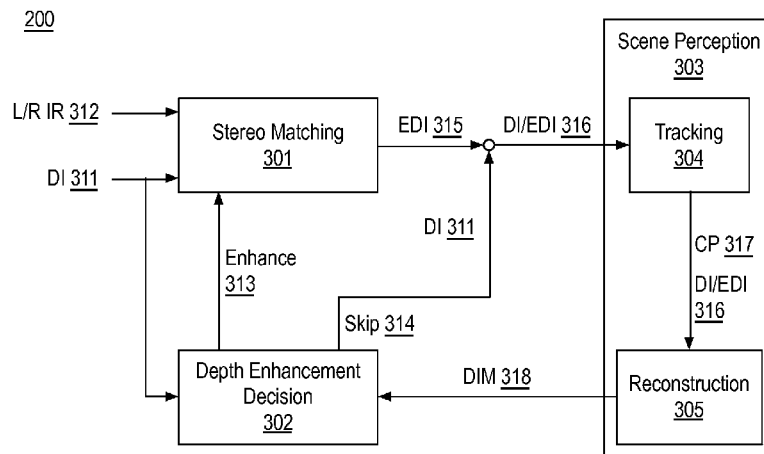 200
Scene Perception
303
L/R IR 312
Stereo Matching
301
EDI 315
DI/EDI 316
Tracking
304
DI 311
DI 311
Enhance
313
CP 317
DI/EDI
316
Skip 314
Depth Enhancement
Decision
302
DIM 318
Reconstruction
305